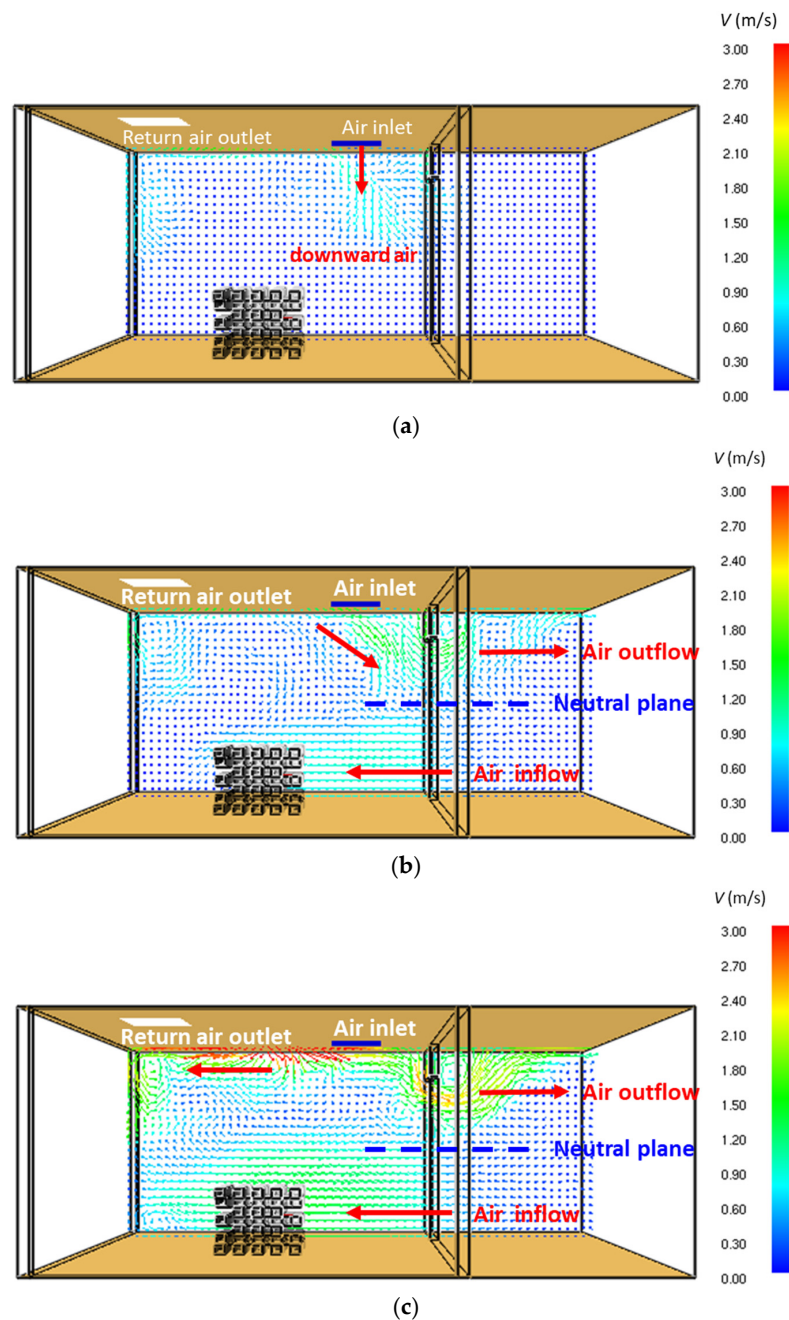 V (m/s)
3.00
2.70
2.40
2.10
1.80
1.50
1.20
0.90
0.60
0.30
0.00
Return air outlet
Air inlet
downward air
(a)
V (m/s)
3.00
2.70
2.40
2.10
1.80
1.50
1.20
0.90
0.60
0.30
0.00
Return air outlet
Air inlet
Air outflow
Neutral plane
Air inflow
(b)
V (m/s)
3.00
2.70
2.40
2.10
1.80
1.50
1.20
0.90
0.60
0.30
0.00
Return air outlet
Air inlet
Air outflow
Neutral plane
Air inflow
(c)